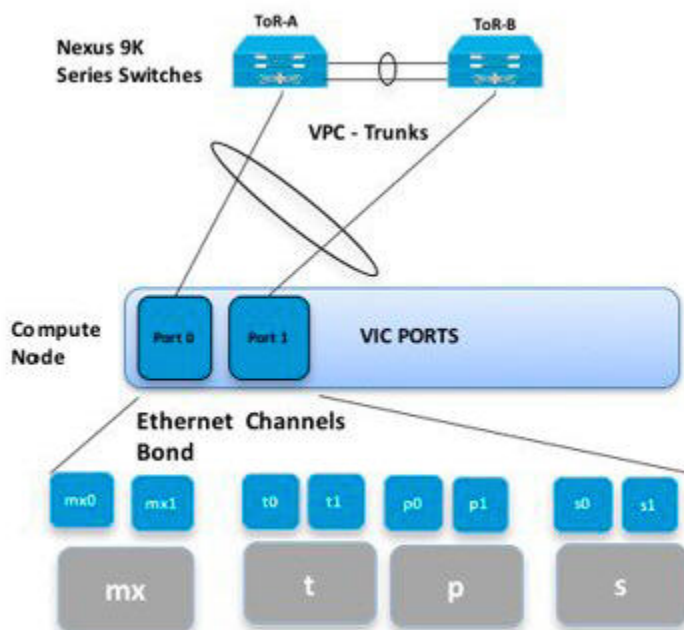 ToR-A
ToR-B
Nexus 9K
Series Switches
VPC - Trunks
Compute
Node
Port 0
Port 1
VIC PORTS
Ethernet Channels
Bond
mx0
mx1
t0
t1
p0
p1
s0
s1
mx
t
p
s